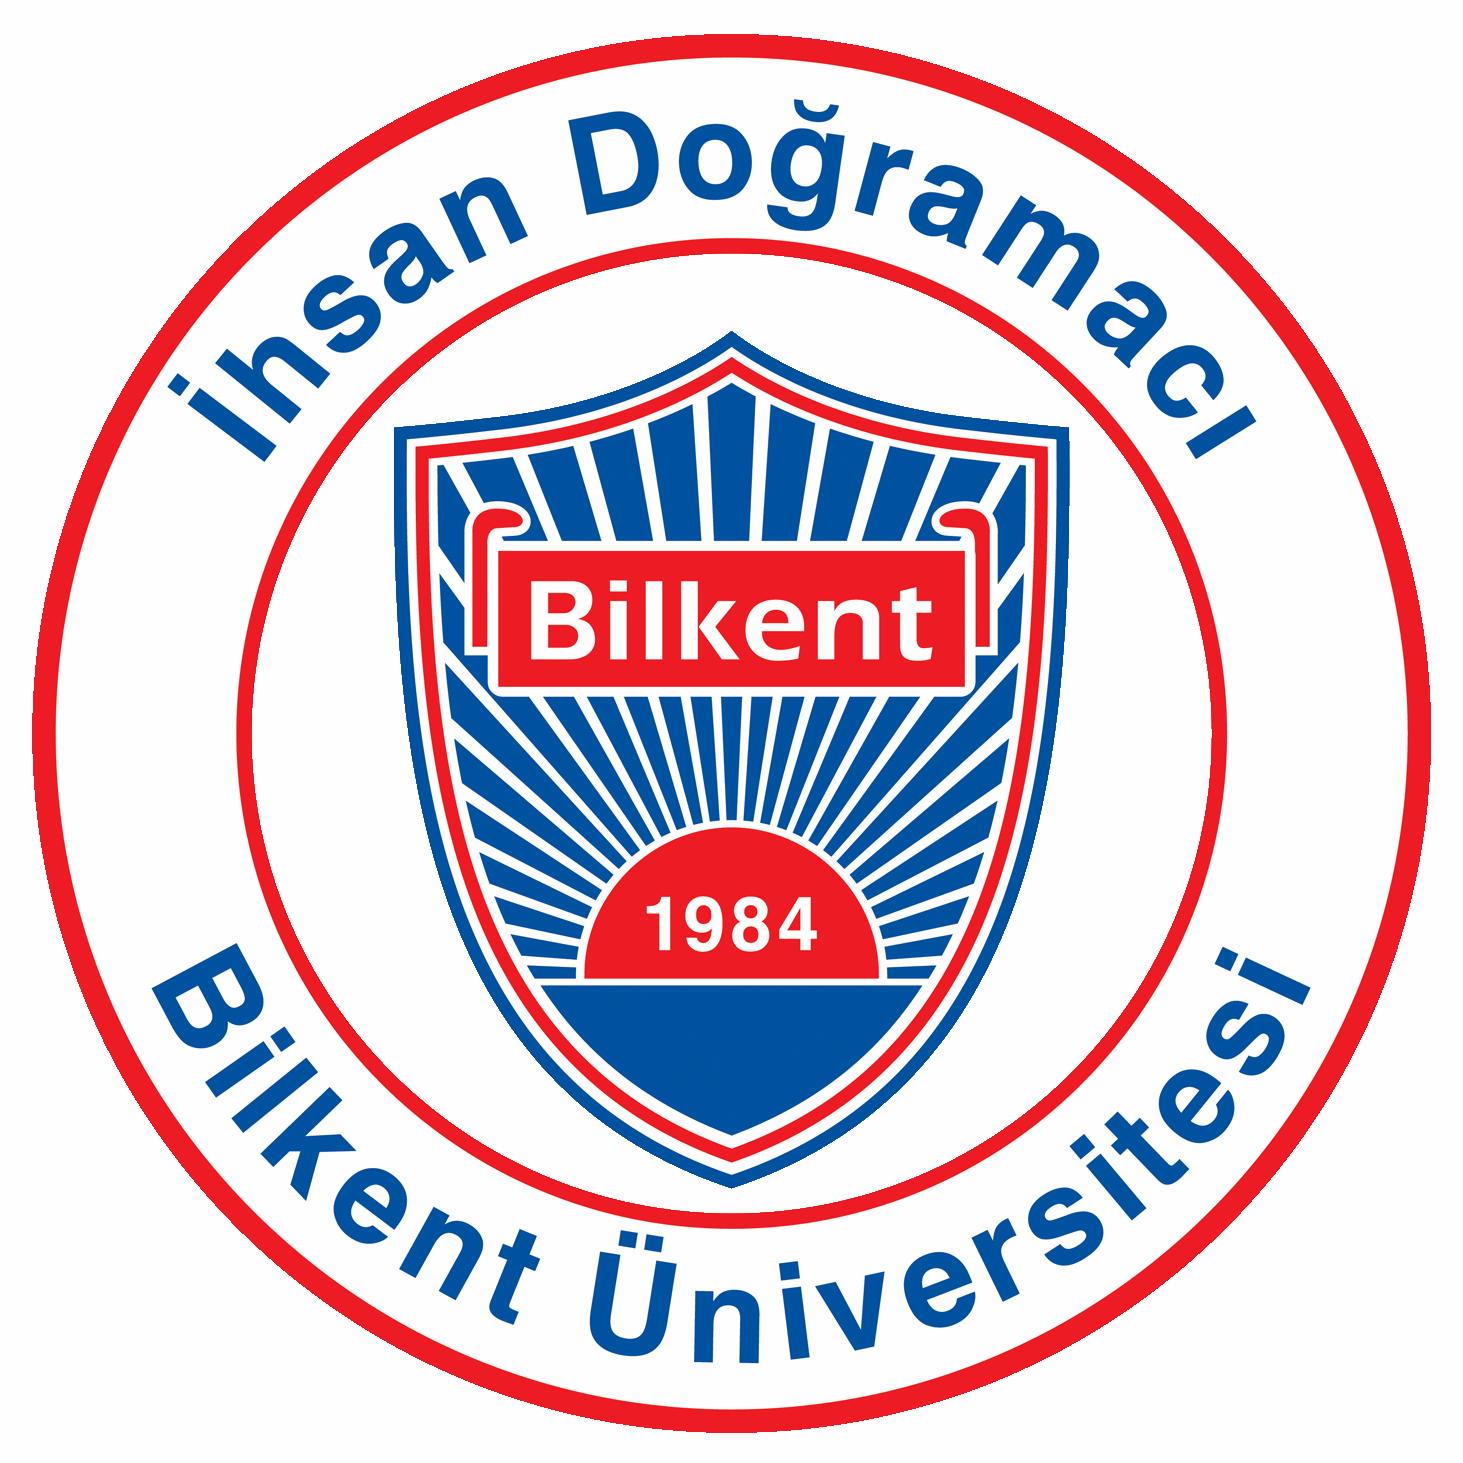 İhsan Doğramacı
Bilkent
1984
Bilkent Üniversitesi